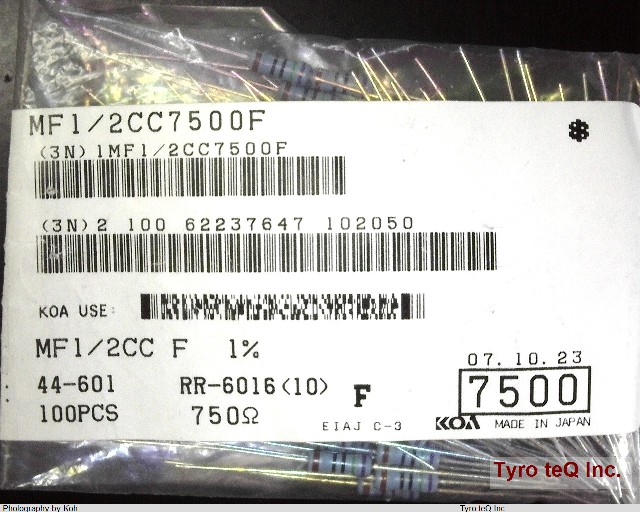 MF1/2CC7500F
(3N)1MF1/2CC7500F
(3N)2 100 62237647 102050
KOA USE:
MF1/2CC F 1%
07.10.23
44-601 RR-6016(10) F 7500
100PCS 750Ω EIAJ C-3 KOA MADE IN JAPAN
Tyro teQ Inc.
Photography by Koh Tyro teQ Inc